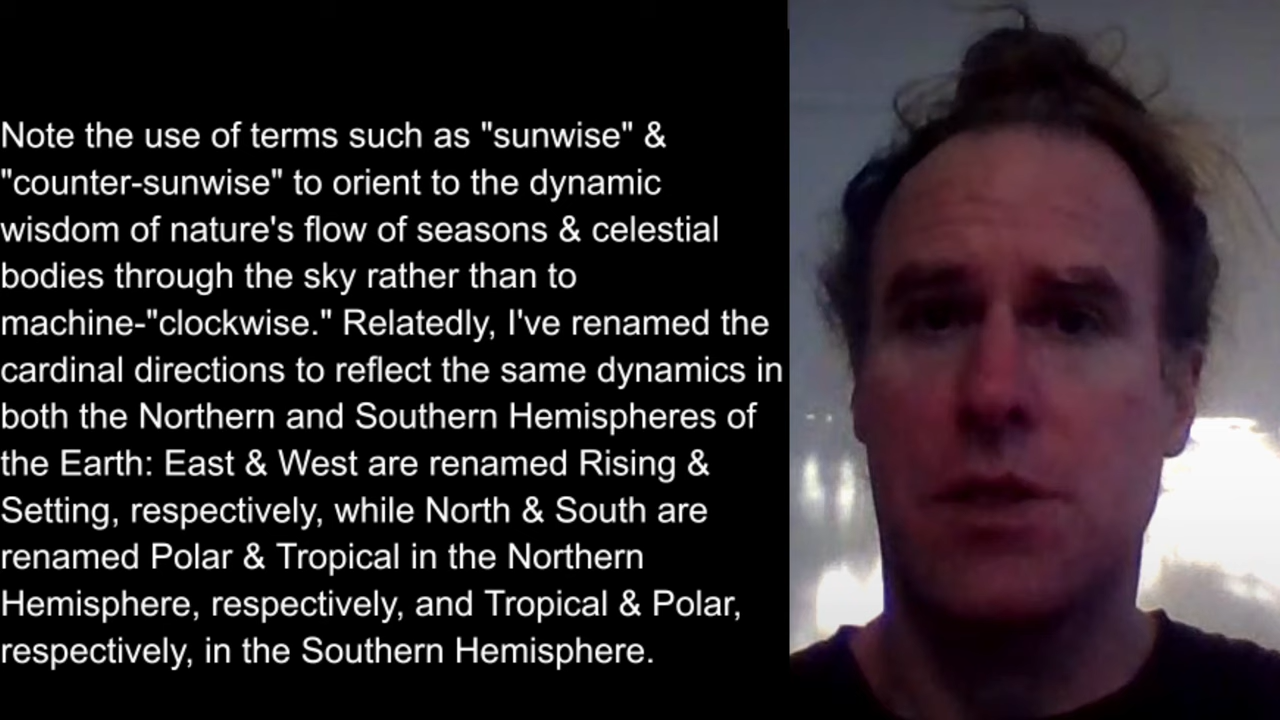 Note the use of terms such as "sunwise" &
"counter-sunwise" to orient to the dynamic
wisdom of nature's flow of seasons & celestial
bodies through the sky rather than to
machine-"clockwise." Relatedly, I've renamed the
cardinal directions to reflect the same dynamics in
both the Northern and Southern Hemispheres of
the Earth: East & West are renamed Rising &
Setting, respectively, while North & South are
renamed Polar & Tropical in the Northern
Hemisphere, respectively, and Tropical & Polar,
respectively, in the Southern Hemisphere.